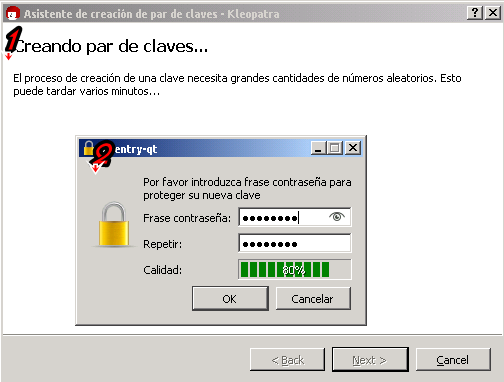 Asistente de creación de par de claves - Kleopatra
1
Creando par de claves...
El proceso de creación de una clave necesita grandes cantidades de números aleatorios. Esto
puede tardar varios minutos...
2
entry-qt
Por favor introduzca frase contraseña para
proteger su nueva clave
Frase contraseña: ●●●●●●●●
Repetir: ●●●●●●●●
Calidad: 80%
OK Cancelar
< Back Next > Cancel